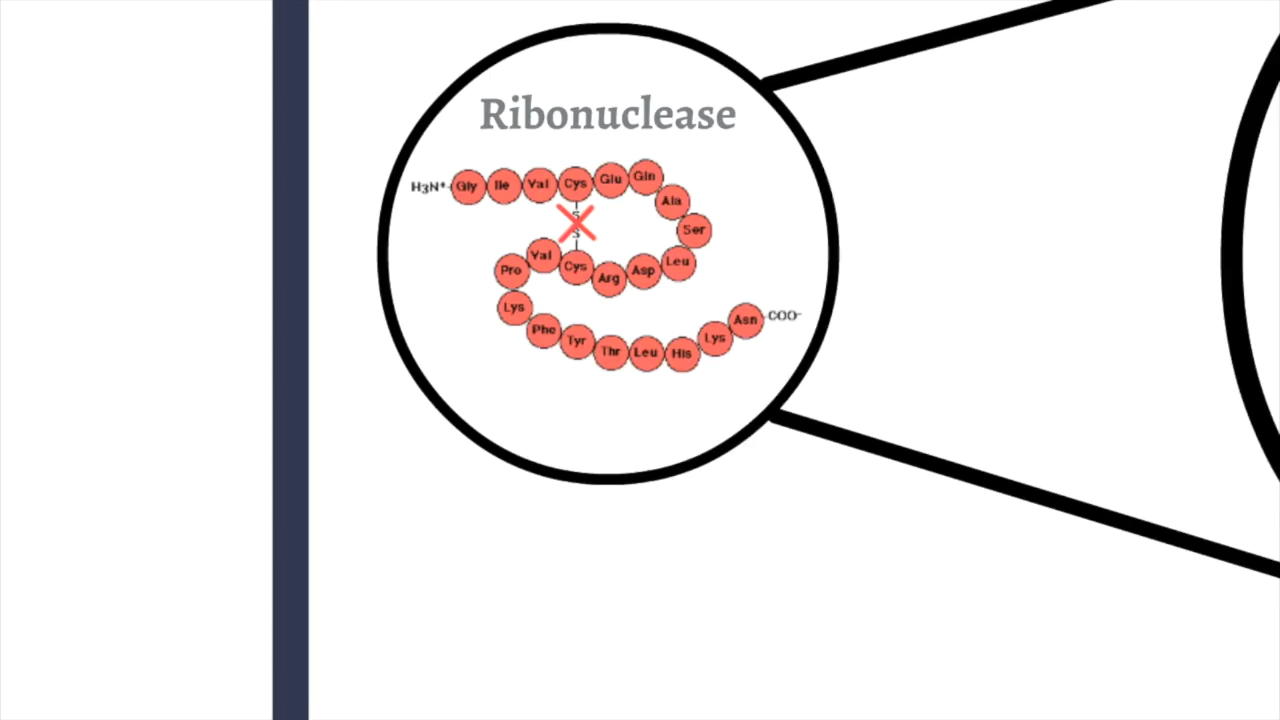 Ribonuclease
H3N+ Gly Ile Val Cys Glu Gln
Ala
S
Ser
S
Pro Val Cys Arg Asp Leu
Lys
Phe Tyr Thr Leu His Lys Asn COO-